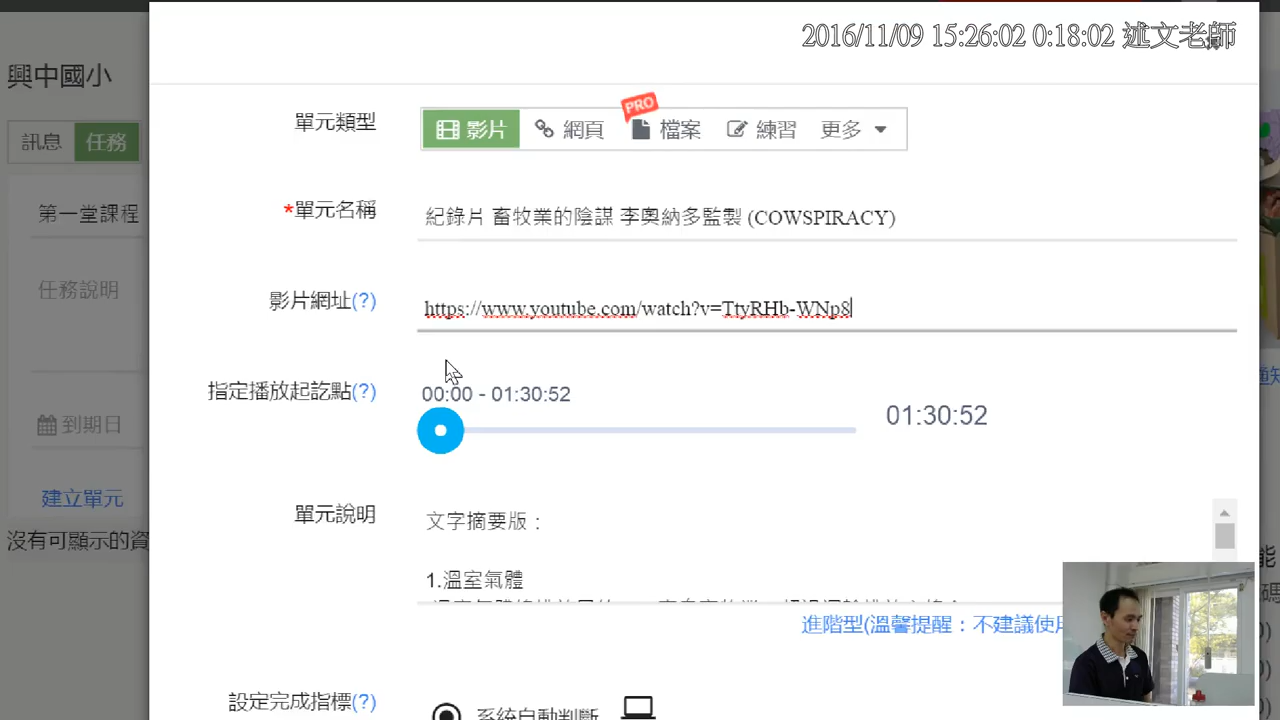 2016/11/09 15:26:02 0:18:02 述文老師
興中國小
訊息 任務
第一堂課程
任務說明
到期日
建立單元
沒有可顯示的資
單元類型
影片 網頁 PRO 檔案 練習 更多
*單元名稱
紀錄片 畜牧業的陰謀 李奧納多監製 (COWSPIRACY)
影片網址(?)
https://www.youtube.com/watch?v=TtyRHb-WNp8
指定播放起訖點(?)
00:00 - 01:30:52
01:30:52
單元說明
文字摘要版：
1.溫室氣體
進階型(溫馨提醒：不建議使用
設定完成指標(?)
系統自動判斷